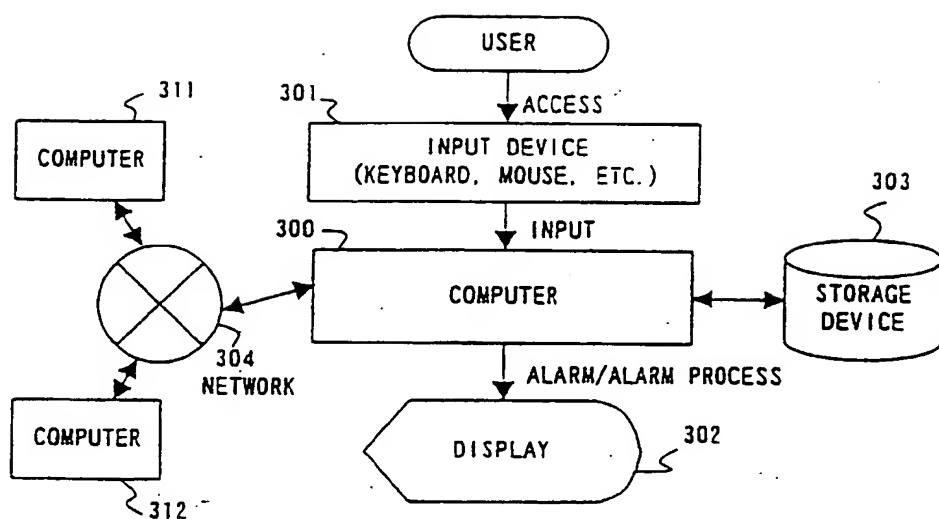 USER
311
301
ACCESS
COMPUTER
INPUT DEVICE
(KEYBOARD, MOUSE, ETC.)
303
300
INPUT
COMPUTER
STORAGE
DEVICE
304
NETWORK
ALARM/ALARM PROCESS
COMPUTER
DISPLAY
302
312